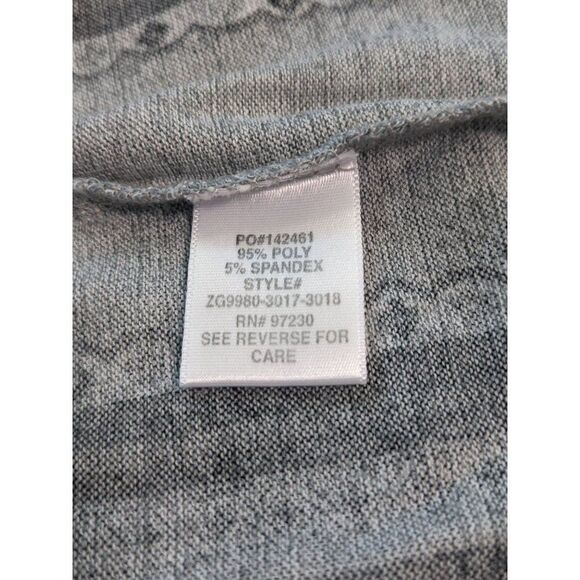 PO#142461
95% POLY
5% SPANDEX
STYLE#
ZG9980-3017-3018
RN# 97230
SEE REVERSE FOR
CARE